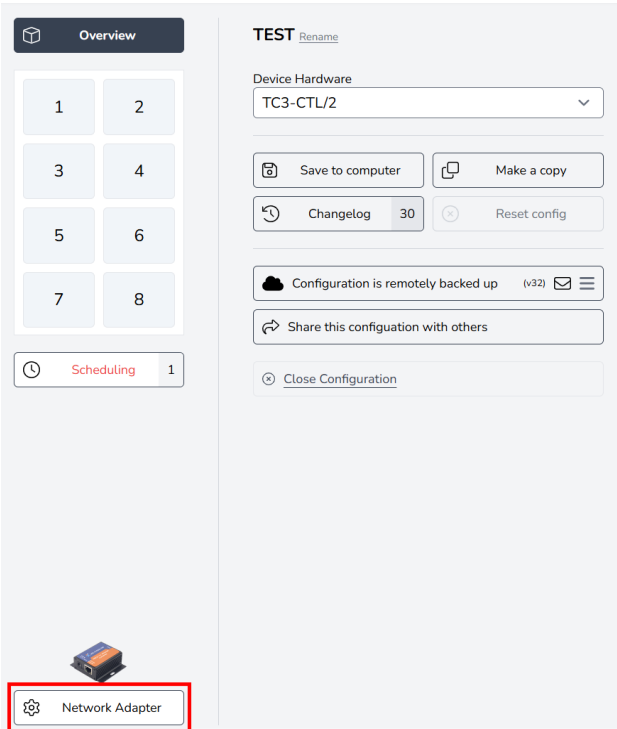 Overview
1
2
3
4
5
6
7
8
Scheduling 1
Network Adapter
TEST Rename
Device Hardware
TC3-CTL/2
Save to computer
Make a copy
Changelog 30
Reset config
Configuration is remotely backed up (v32)
Share this configuation with others
Close Configuration